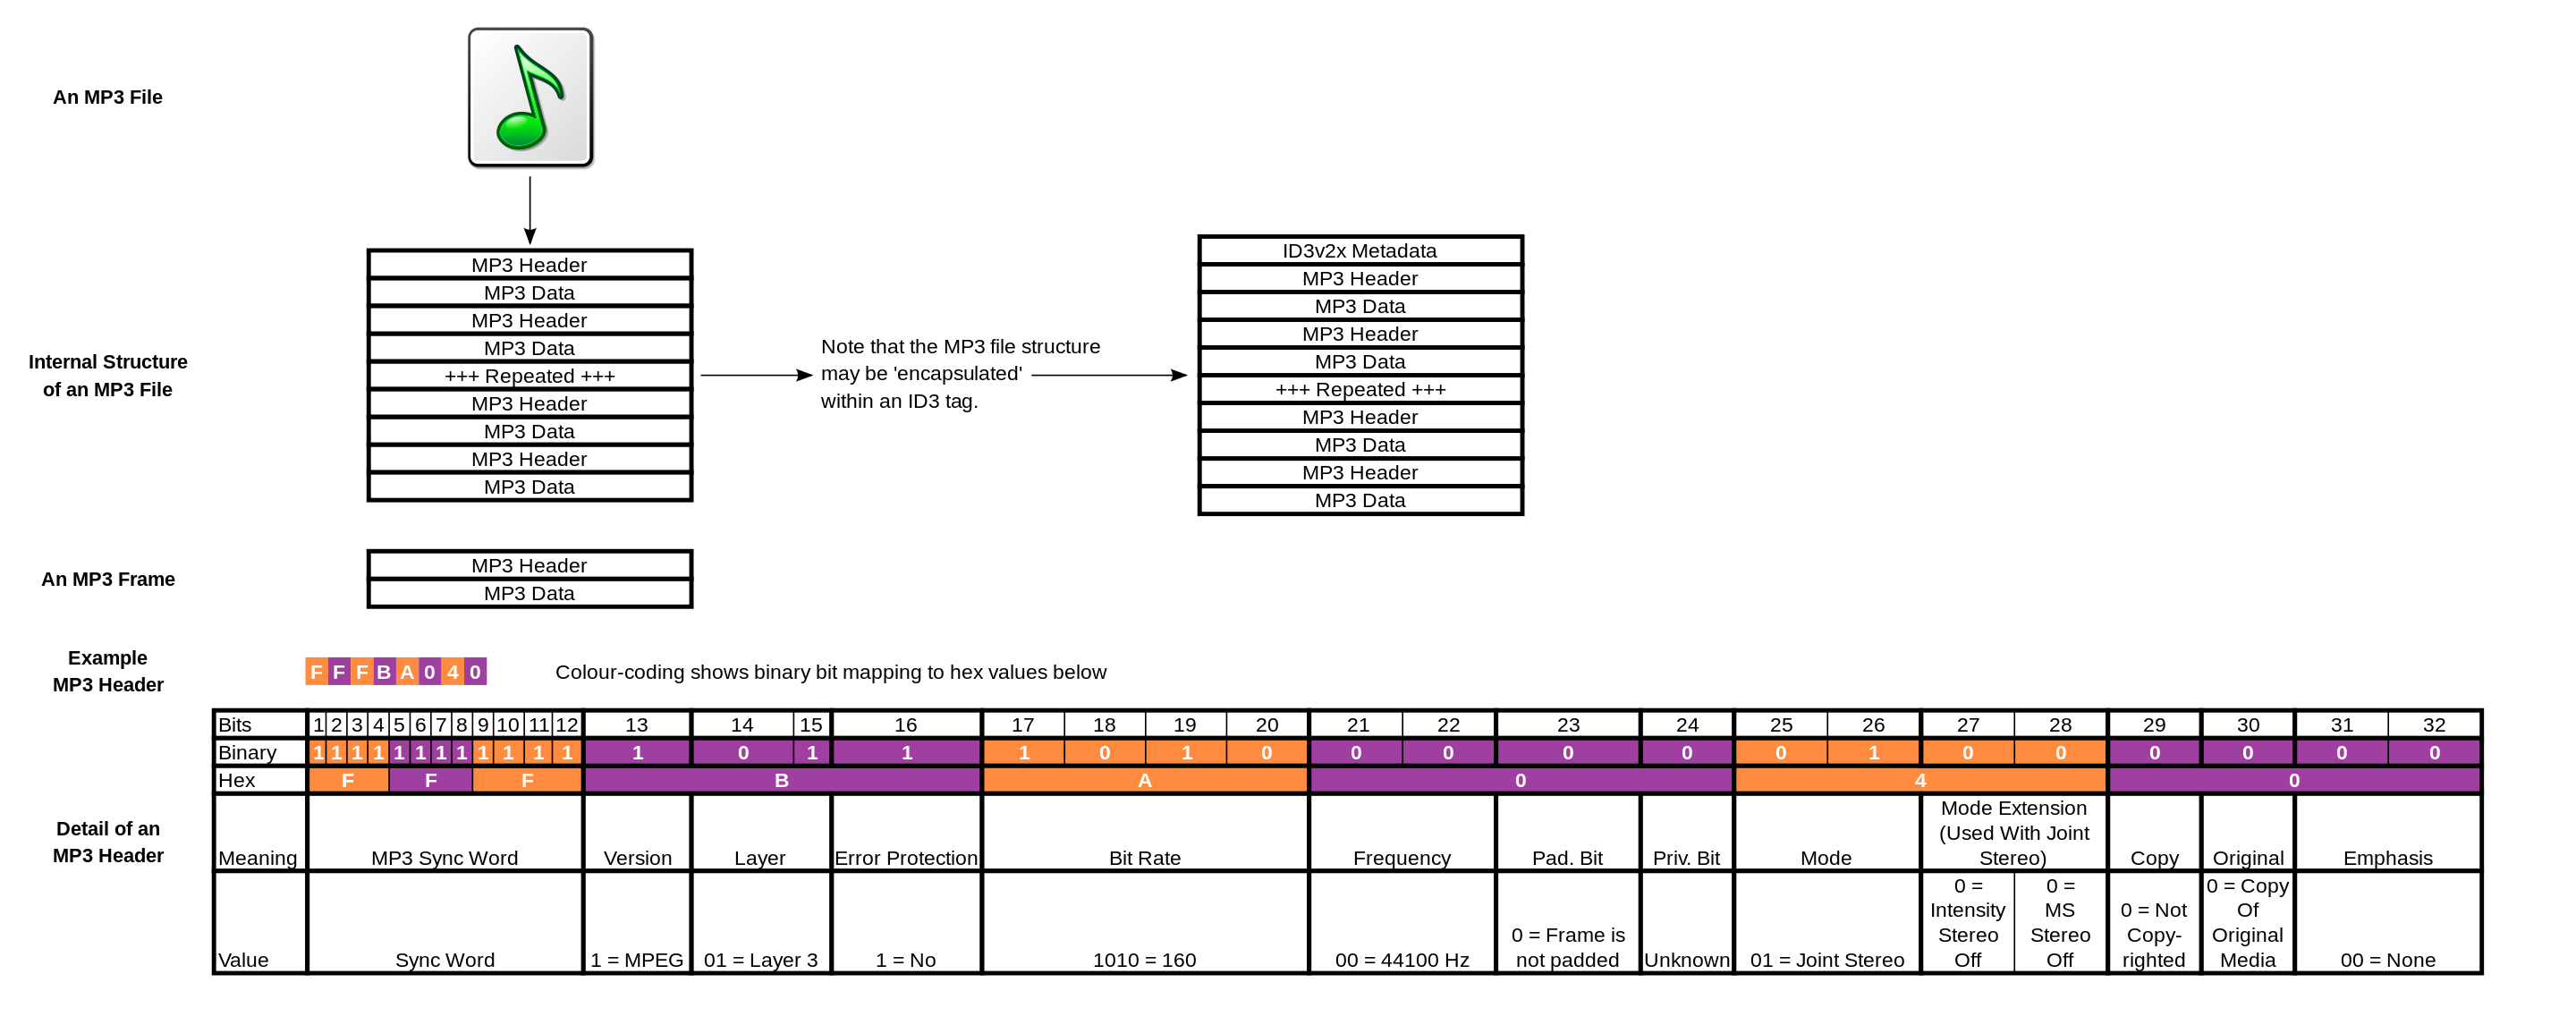 An MP3 File
Internal Structure
of an MP3 File
MP3 Header
MP3 Data
MP3 Header
MP3 Data
+++ Repeated +++
MP3 Header
MP3 Data
MP3 Header
MP3 Data
Note that the MP3 file structure
may be 'encapsulated'
within an ID3 tag.
ID3v2x Metadata
MP3 Header
MP3 Data
MP3 Header
MP3 Data
+++ Repeated +++
MP3 Header
MP3 Data
MP3 Header
MP3 Data
An MP3 Frame
MP3 Header
MP3 Data
Example
MP3 Header
F F F B A 0 4 0
Colour-coding shows binary bit mapping to hex values below
Detail of an
MP3 Header
Bits 1 2 3 4 5 6 7 8 9 10 11 12 13 14 15 16 17 18 19 20 21 22 23 24 25 26 27 28 29 30 31 32
Binary 1 1 1 1 1 1 1 1 1 1 1 1 1 0 1 1 1 0 1 0 0 0 0 0 0 1 0 0 0 0 0 0
Hex F F F B A 0 4 0
Meaning
MP3 Sync Word
Version
Layer
Error Protection
Bit Rate
Frequency
Pad. Bit
Priv. Bit
Mode
Mode Extension
(Used With Joint
Stereo)
Copy
Original
Emphasis
Value
Sync Word
1 = MPEG
01 = Layer 3
1 = No
1010 = 160
00 = 44100 Hz
0 = Frame is
not padded
Unknown
01 = Joint Stereo
0 =
Intensity
Stereo
Off
0 =
MS
Stereo
Off
0 = Not
Copy-
righted
0 = Copy
Of
Original
Media
00 = None